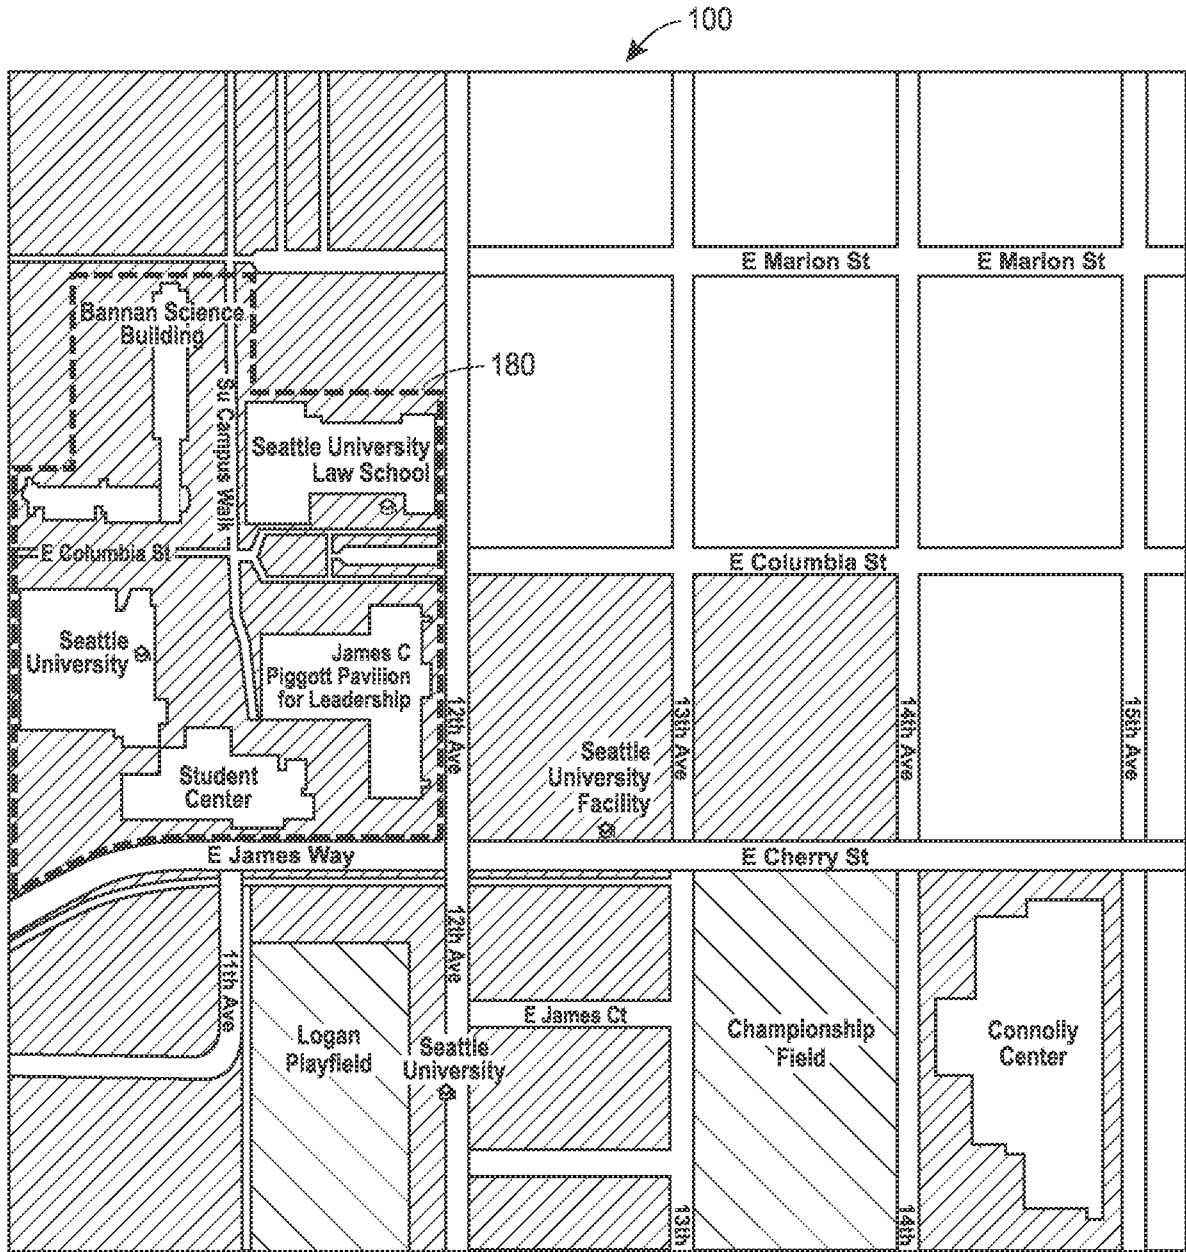 100
E Marion St
E Marion St
Bannan Science
Building
180
Su Campus Walk
Seattle University
Law School
E Columbia St
E Columbia St
Seattle
University
James C
Piggott Pavilion
for Leadership
12th Ave
13th Ave
14th Ave
15th Ave
Seattle
University
Facility
Student
Center
E James Way
E Cherry St
12th Ave
11th Ave
E James Ct
Logan
Playfield
Seattle
University
Championship
Field
Connolly
Center
13th
14th